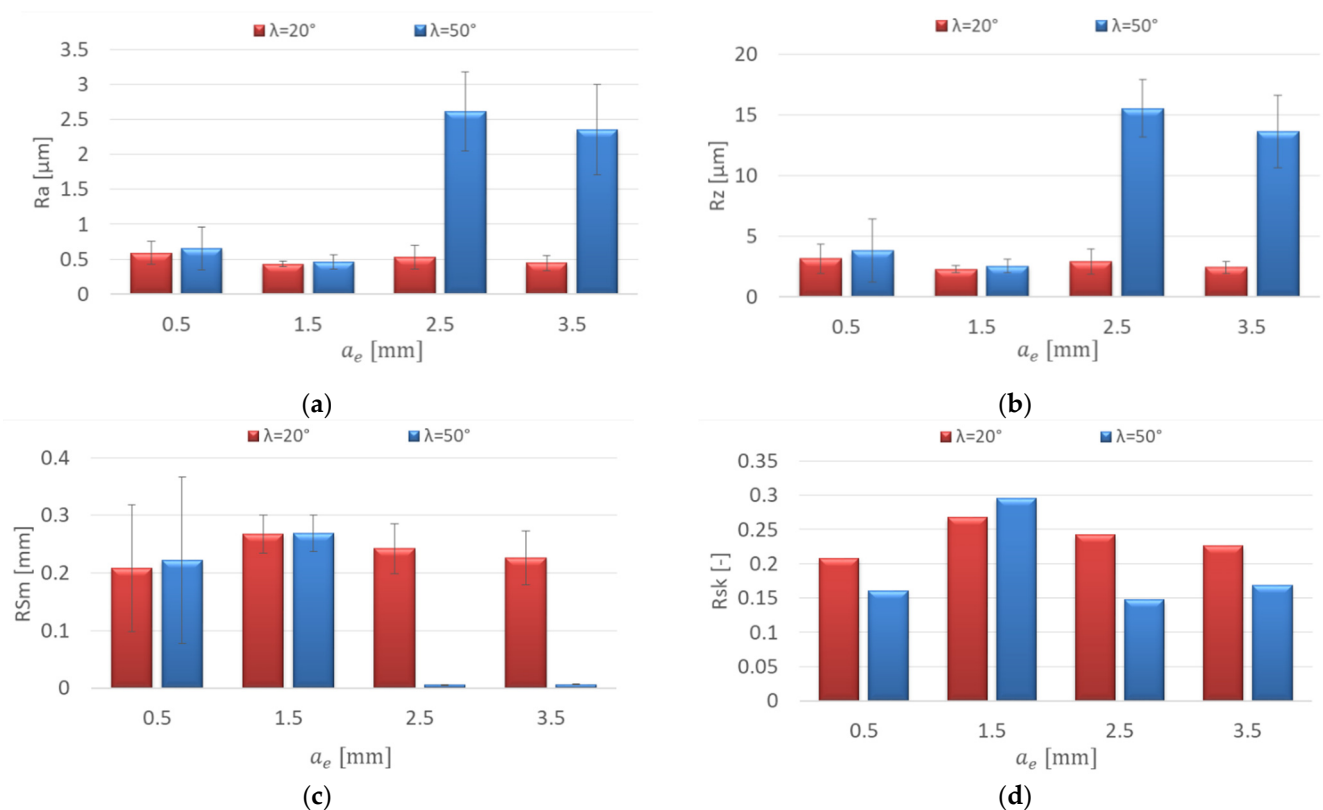 λ=20° λ=50°
3.5
3
2.5
2
1.5
1
0.5
0
Ra [µm]
0.5 1.5 2.5 3.5
a_e [mm]
(a)
λ=20° λ=50°
20
15
10
5
0
Rz [µm]
0.5 1.5 2.5 3.5
a_e [mm]
(b)
λ=20° λ=50°
0.4
0.3
0.2
0.1
0
RSm [mm]
0.5 1.5 2.5 3.5
a_e [mm]
(c)
λ=20° λ=50°
0.35
0.3
0.25
0.2
0.15
0.1
0.05
0
Rsk [-]
0.5 1.5 2.5 3.5
a_e [mm]
(d)